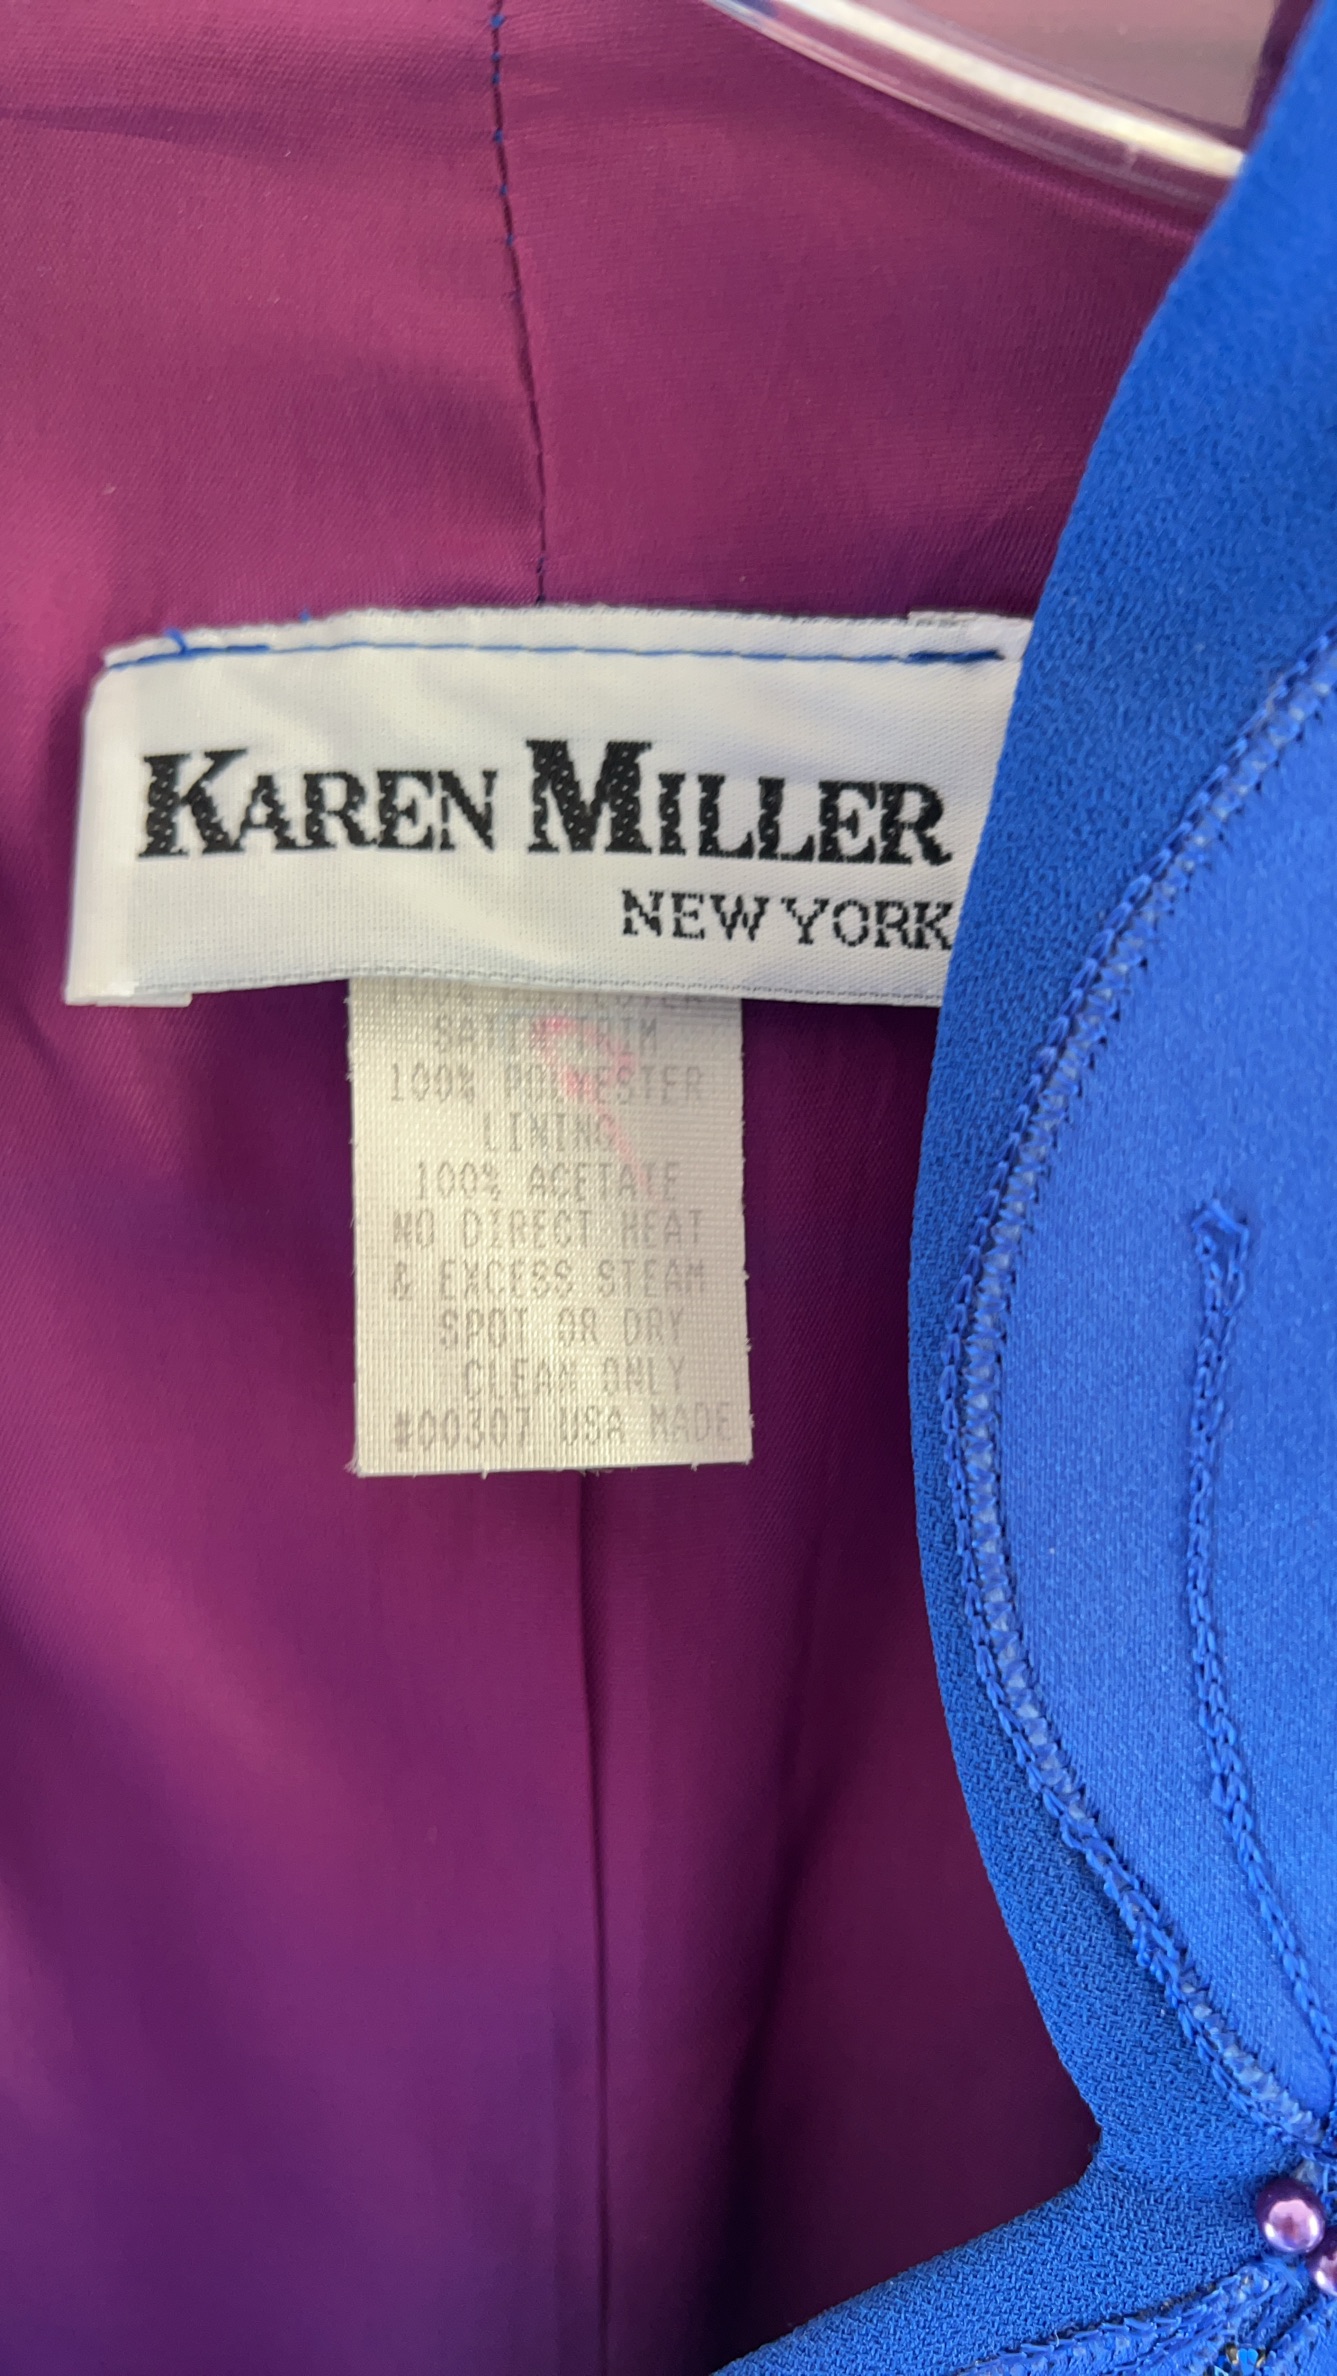 KAREN MILLER
NEW YORK
SATIN TRIM
100% POLYESTER
LINING
100% ACETATE
NO DIRECT HEAT
& EXCESS STEAM
SPOT OR DRY
CLEAN ONLY
#00307 USA MADE